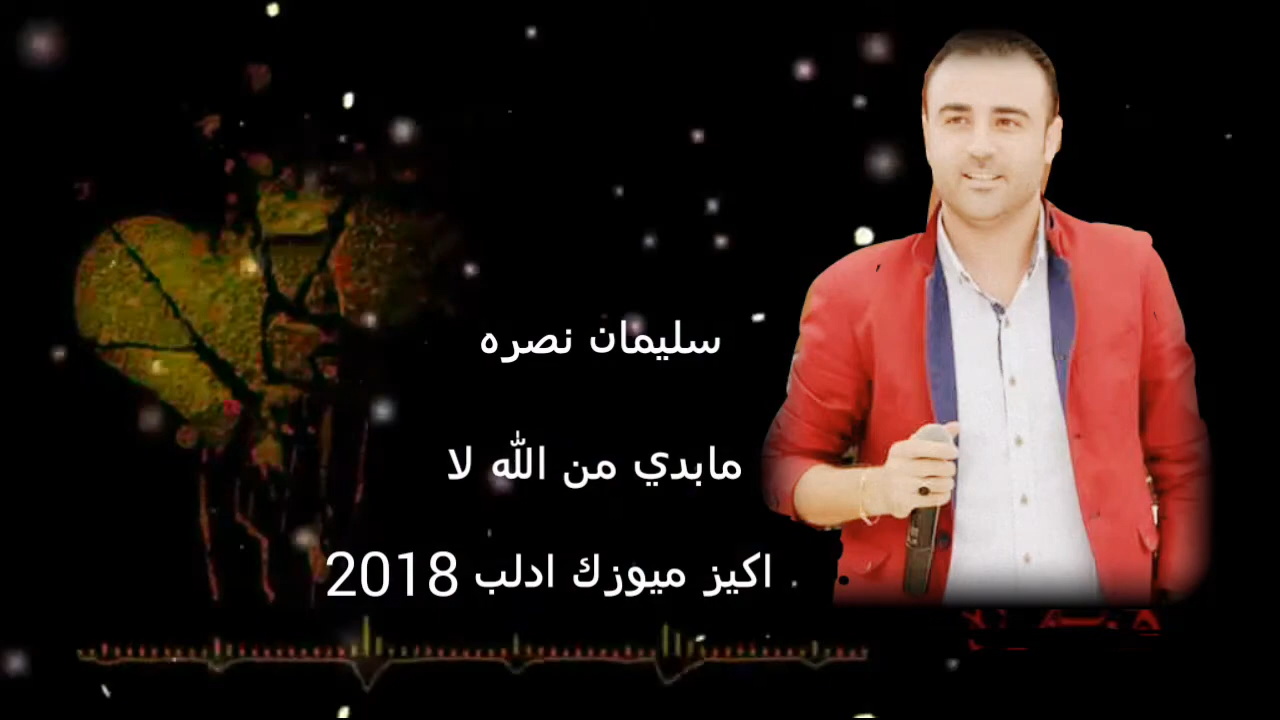 سليمان نصره
مابدي من الله لا
اكيز ميوزك ادلب 2018